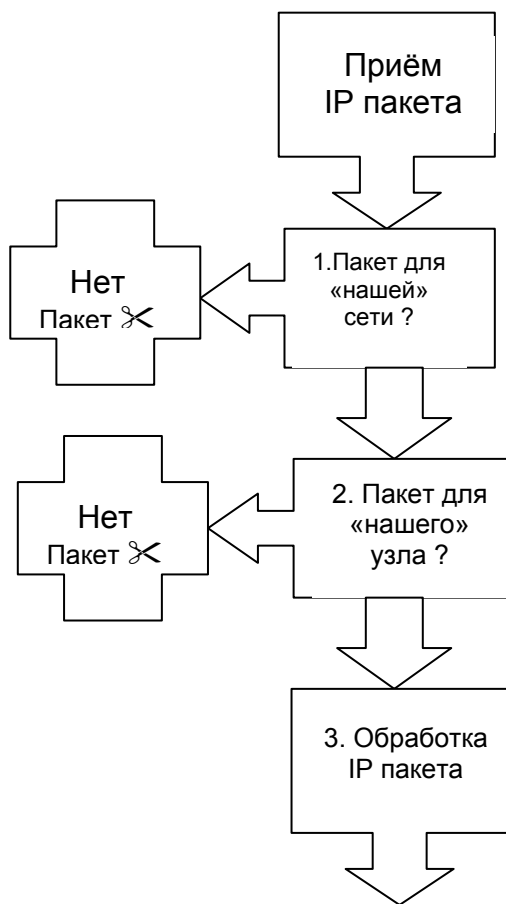 Приём
IP пакета
1.Пакет для
«нашей»
сети ?
Нет
Пакет ✂
2. Пакет для
«нашего»
узла ?
Нет
Пакет ✂
3. Обработка
IP пакета